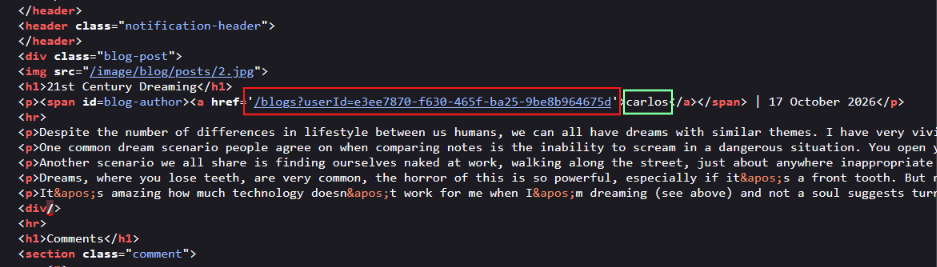 </header>
<header class="notification-header">
</header>
<div class="blog-post">
<img src="/image/blog/posts/2.jpg">
<h1>21st Century Dreaming</h1>
<p><span id=blog-author><a href='/blogs?userId=e3ee7870-f630-465f-ba25-9be8b964675d'>carlos</a></span> | 17 October 2026</p>
<hr>
<p>Despite the number of differences in lifestyle between us humans, we can all have dreams with similar themes. I have very vivi
<p>One common dream scenario people agree on when comparing notes is the inability to scream in a dangerous situation. You open y
<p>Another scenario we all share is finding ourselves naked at work, walking along the street, just about anywhere inappropriate
<p>Dreams, where you lose teeth, are very common, the horror of this is so powerful, especially if it&apos;s a front tooth. But
<p>It&apos;s amazing how much technology doesn&apos;t work for me when I&apos;m dreaming (see above) and not a soul suggests turn
<div/>
<hr>
<h1>Comments</h1>
<section class="comment">